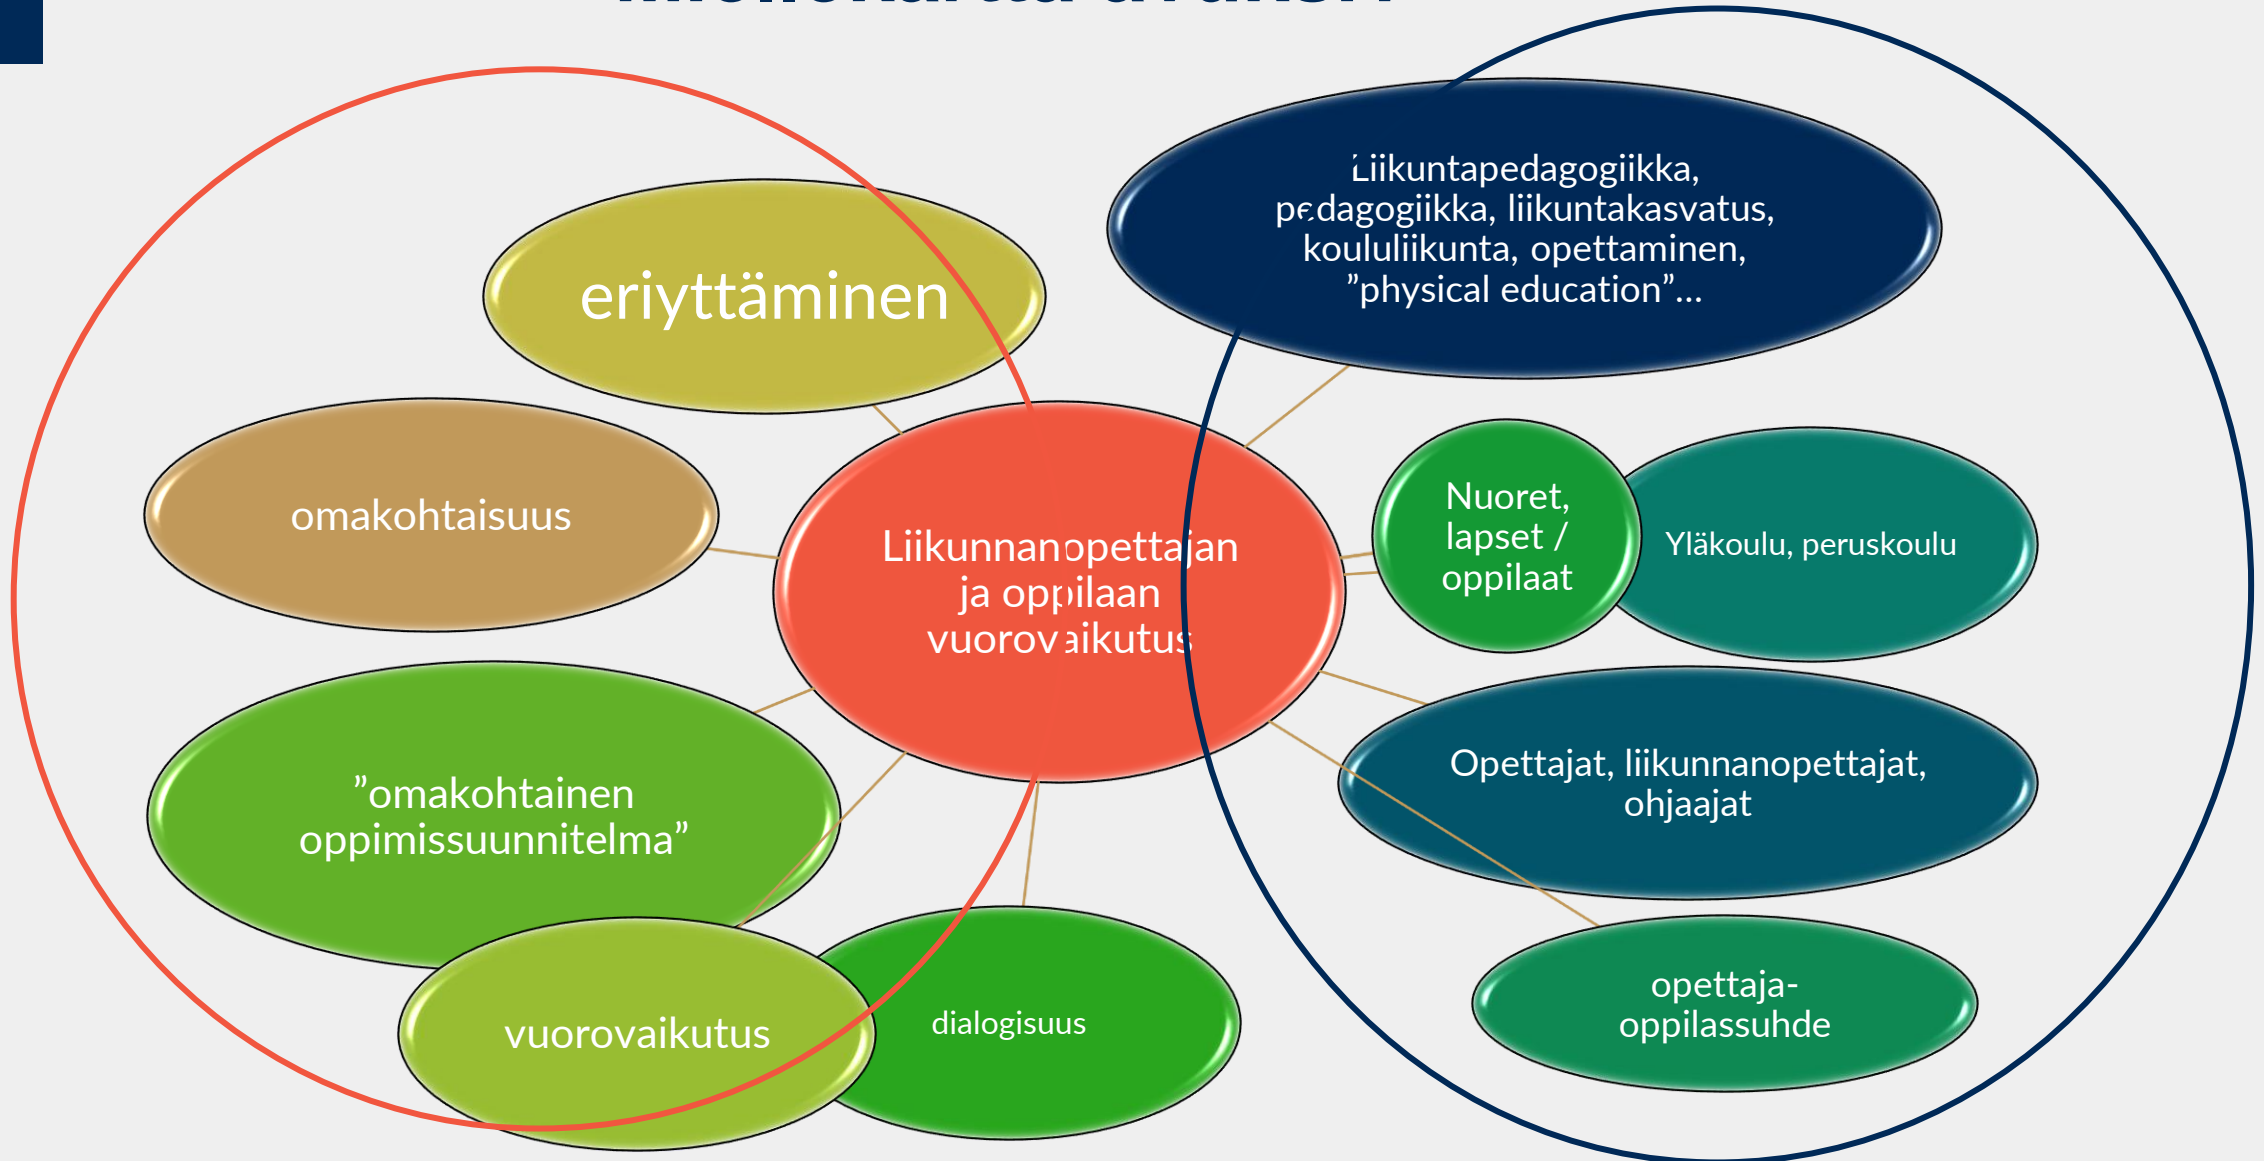 eriyttäminen
Liikuntapedagogiikka,
pedagogiikka, liikuntakasvatus,
koululiikunta, opettaminen,
”physical education”...
omakohtaisuus
Liikunnanopettajan
ja oppilaan
vuorovaikutus
Nuoret,
lapset /
oppilaat
Yläkoulu, peruskoulu
”omakohtainen
oppimissuunnitelma”
Opettajat, liikunnanopettajat,
ohjaajat
vuorovaikutus
dialogisuus
opettaja-
oppilassuhde